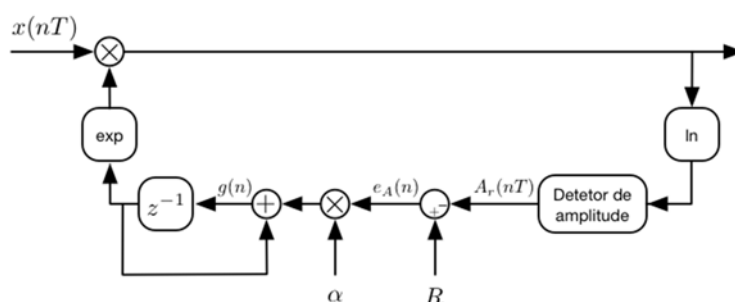 x(nT)
×
exp
ln
z⁻¹
g(n)
+
×
e_A(n)
+ −
A_r(nT)
Detetor de
amplitude
α
R